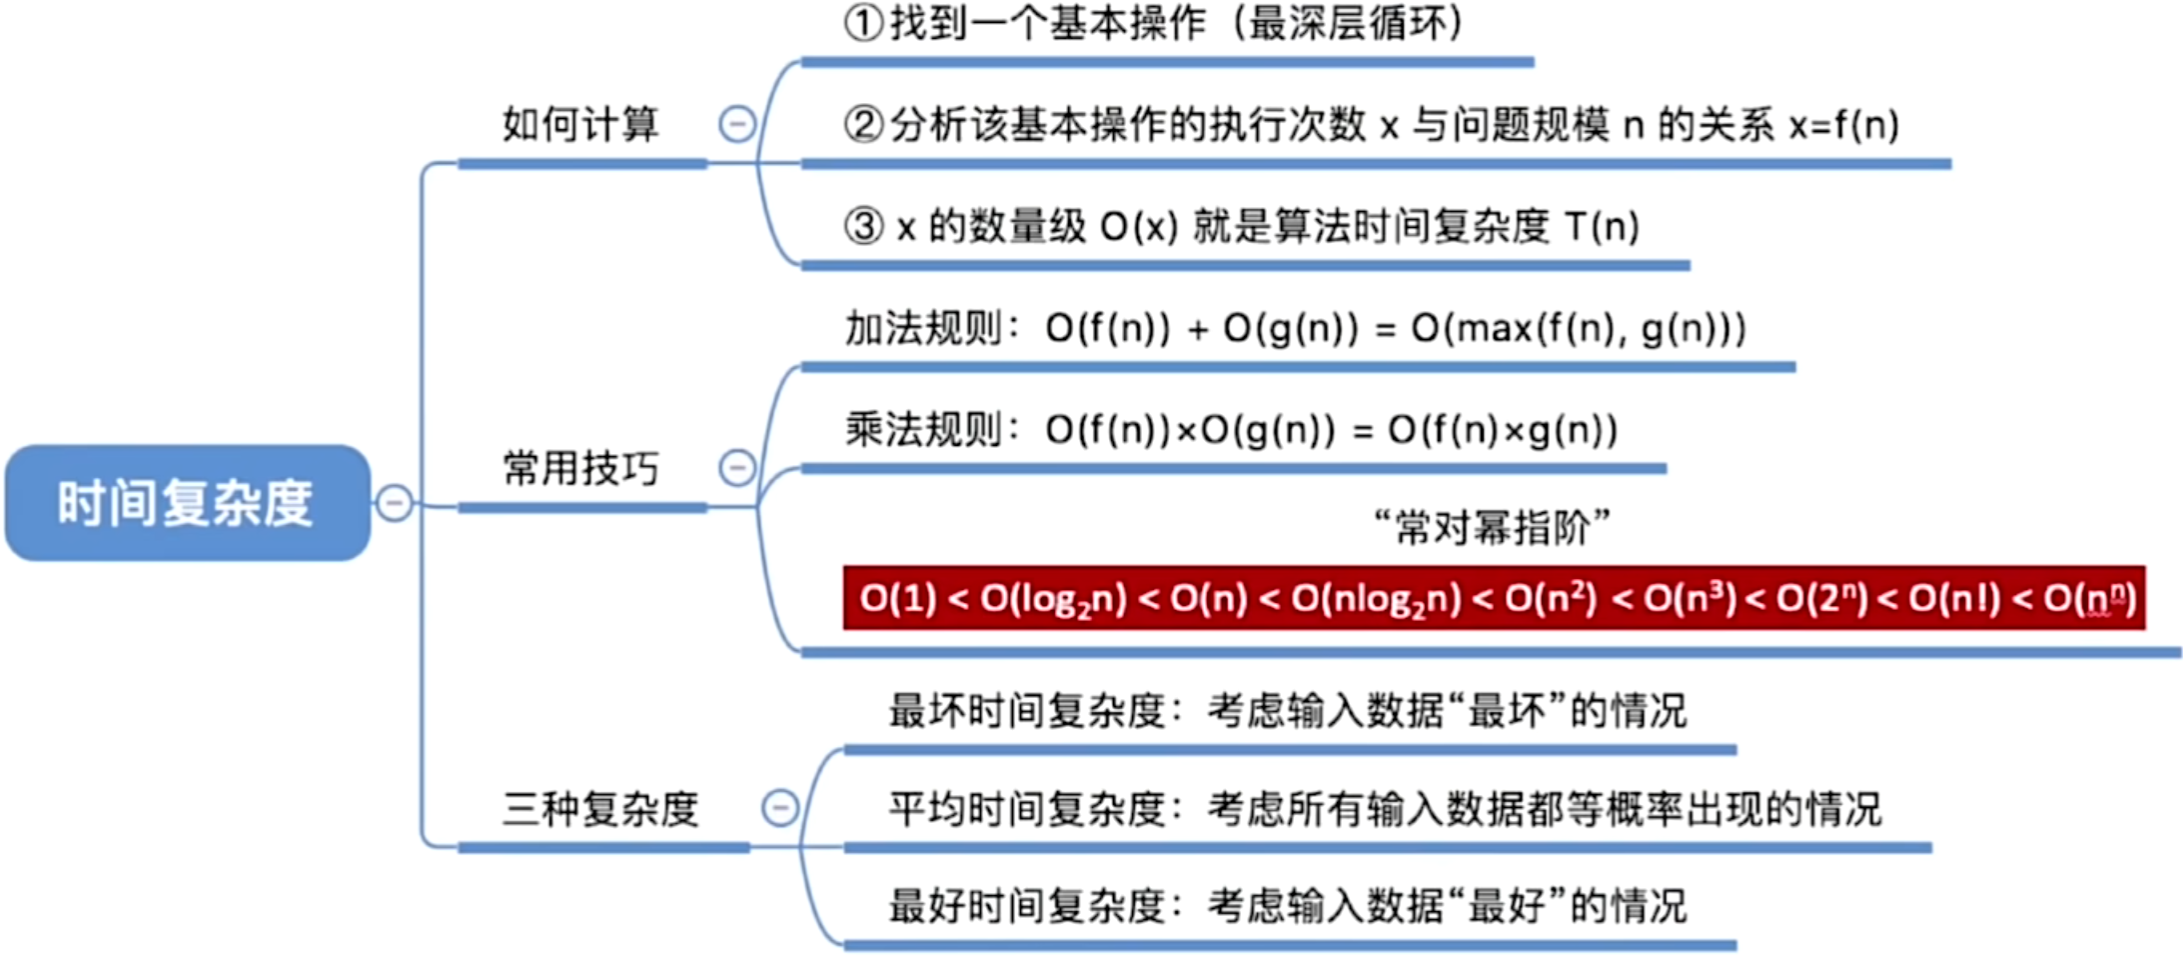 ①找到一个基本操作（最深层循环）
如何计算
②分析该基本操作的执行次数 x 与问题规模 n 的关系 x=f(n)
③ x 的数量级 O(x) 就是算法时间复杂度 T(n)
加法规则：O(f(n)) + O(g(n)) = O(max(f(n), g(n)))
乘法规则：O(f(n))×O(g(n)) = O(f(n)×g(n))
常用技巧
时间复杂度
“常对幂指阶”
O(1) < O(log₂n) < O(n) < O(nlog₂n) < O(n²) < O(n³) < O(2ⁿ) < O(n!) < O(nⁿ)
最坏时间复杂度：考虑输入数据“最坏”的情况
三种复杂度
平均时间复杂度：考虑所有输入数据都等概率出现的情况
最好时间复杂度：考虑输入数据“最好”的情况